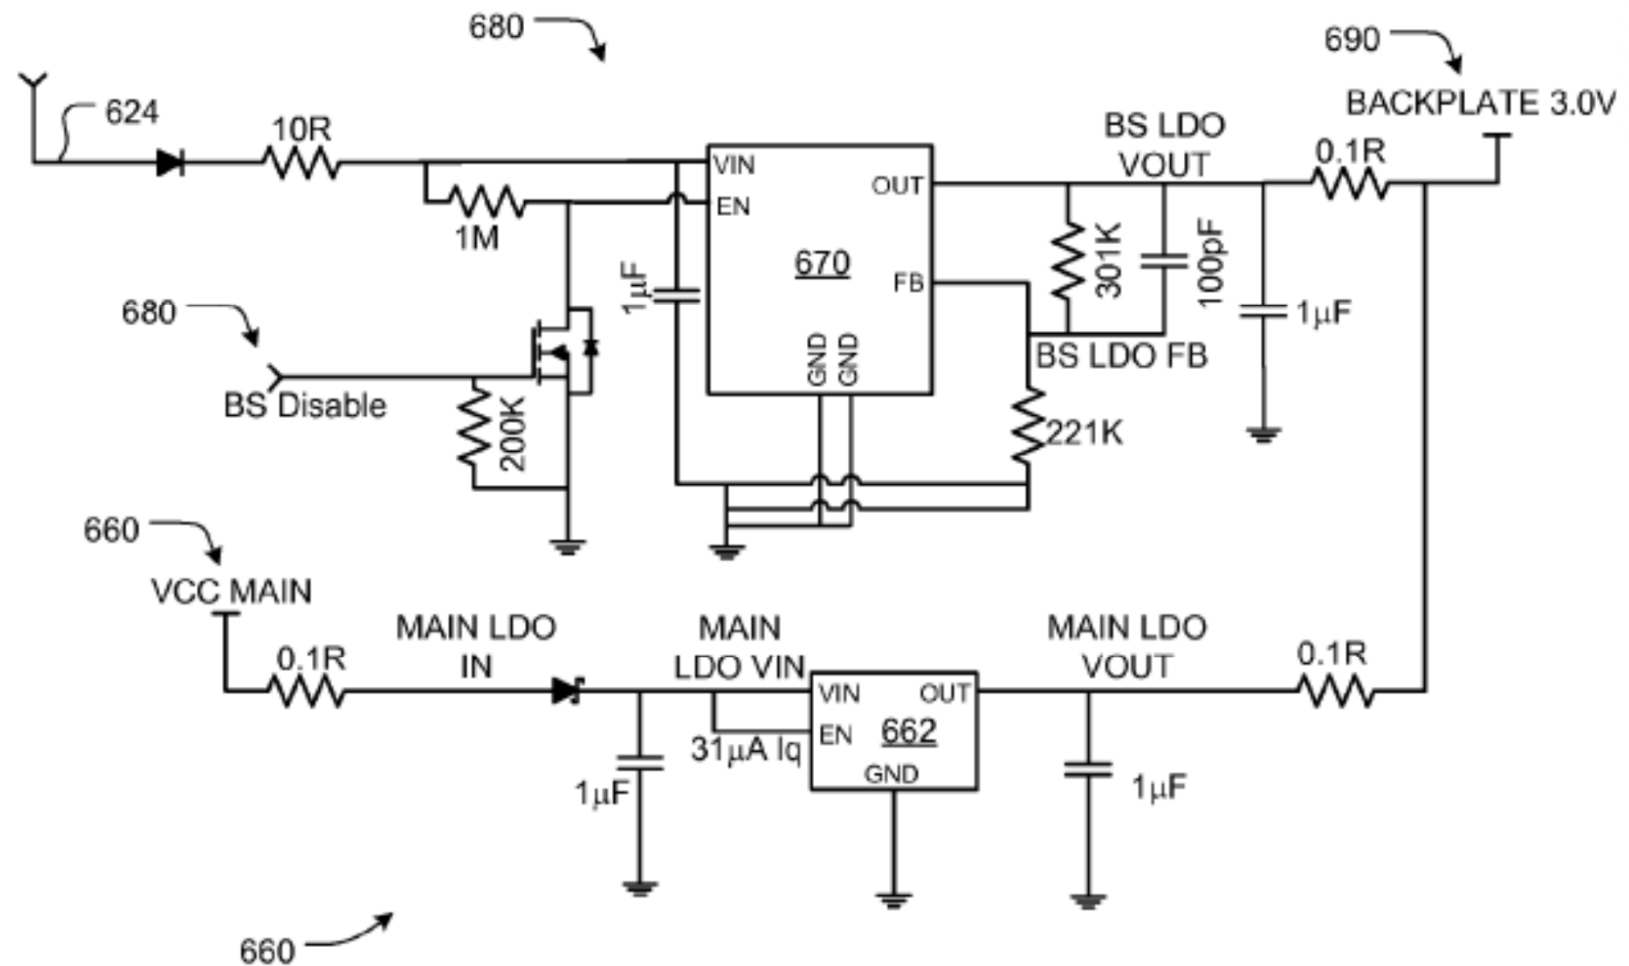 680
690
BACKPLATE 3.0V
624
10R
BS LDO
VOUT
0.1R
VIN
EN
OUT
1M
670
FB
GND
GND
1µF
301K
100pF
1µF
680
BS Disable
200K
BS LDO FB
221K
660
VCC MAIN
0.1R
MAIN LDO
IN
MAIN
LDO VIN
MAIN LDO
VOUT
0.1R
VIN
OUT
EN
662
GND
31µA Iq
1µF
1µF
660